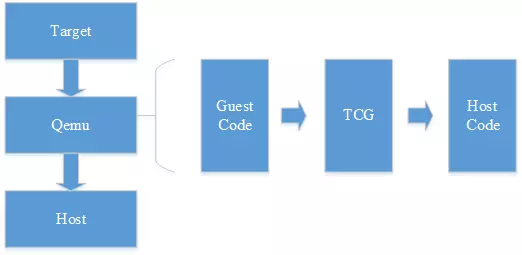 Target
Qemu
Host
Guest
Code
TCG
Host
Code